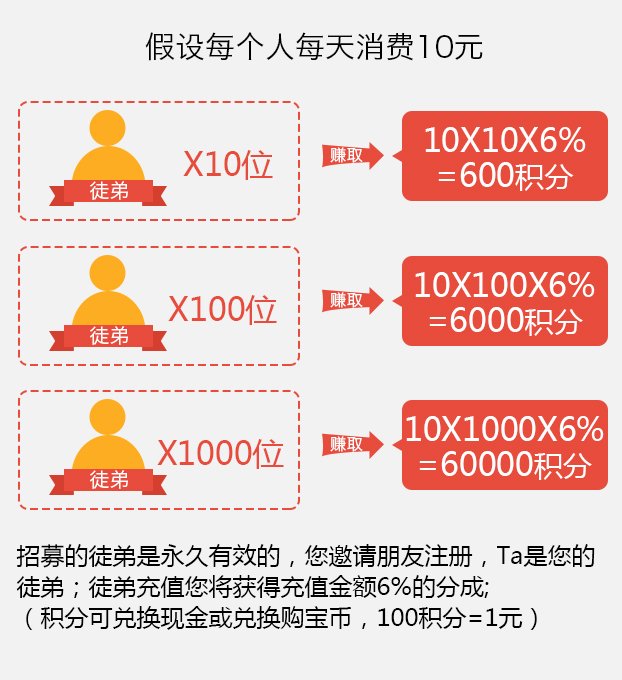 假设每个人每天消费10元
徒弟
X10位
赚取
10X10X6%
=600积分
徒弟
X100位
赚取
10X100X6%
=6000积分
徒弟
X1000位
赚取
10X1000X6%
=60000积分
招募的徒弟是永久有效的，您邀请朋友注册，Ta是您的
徒弟；徒弟充值您将获得充值金额6%的分成;
（积分可兑换现金或兑换购宝币，100积分=1元）